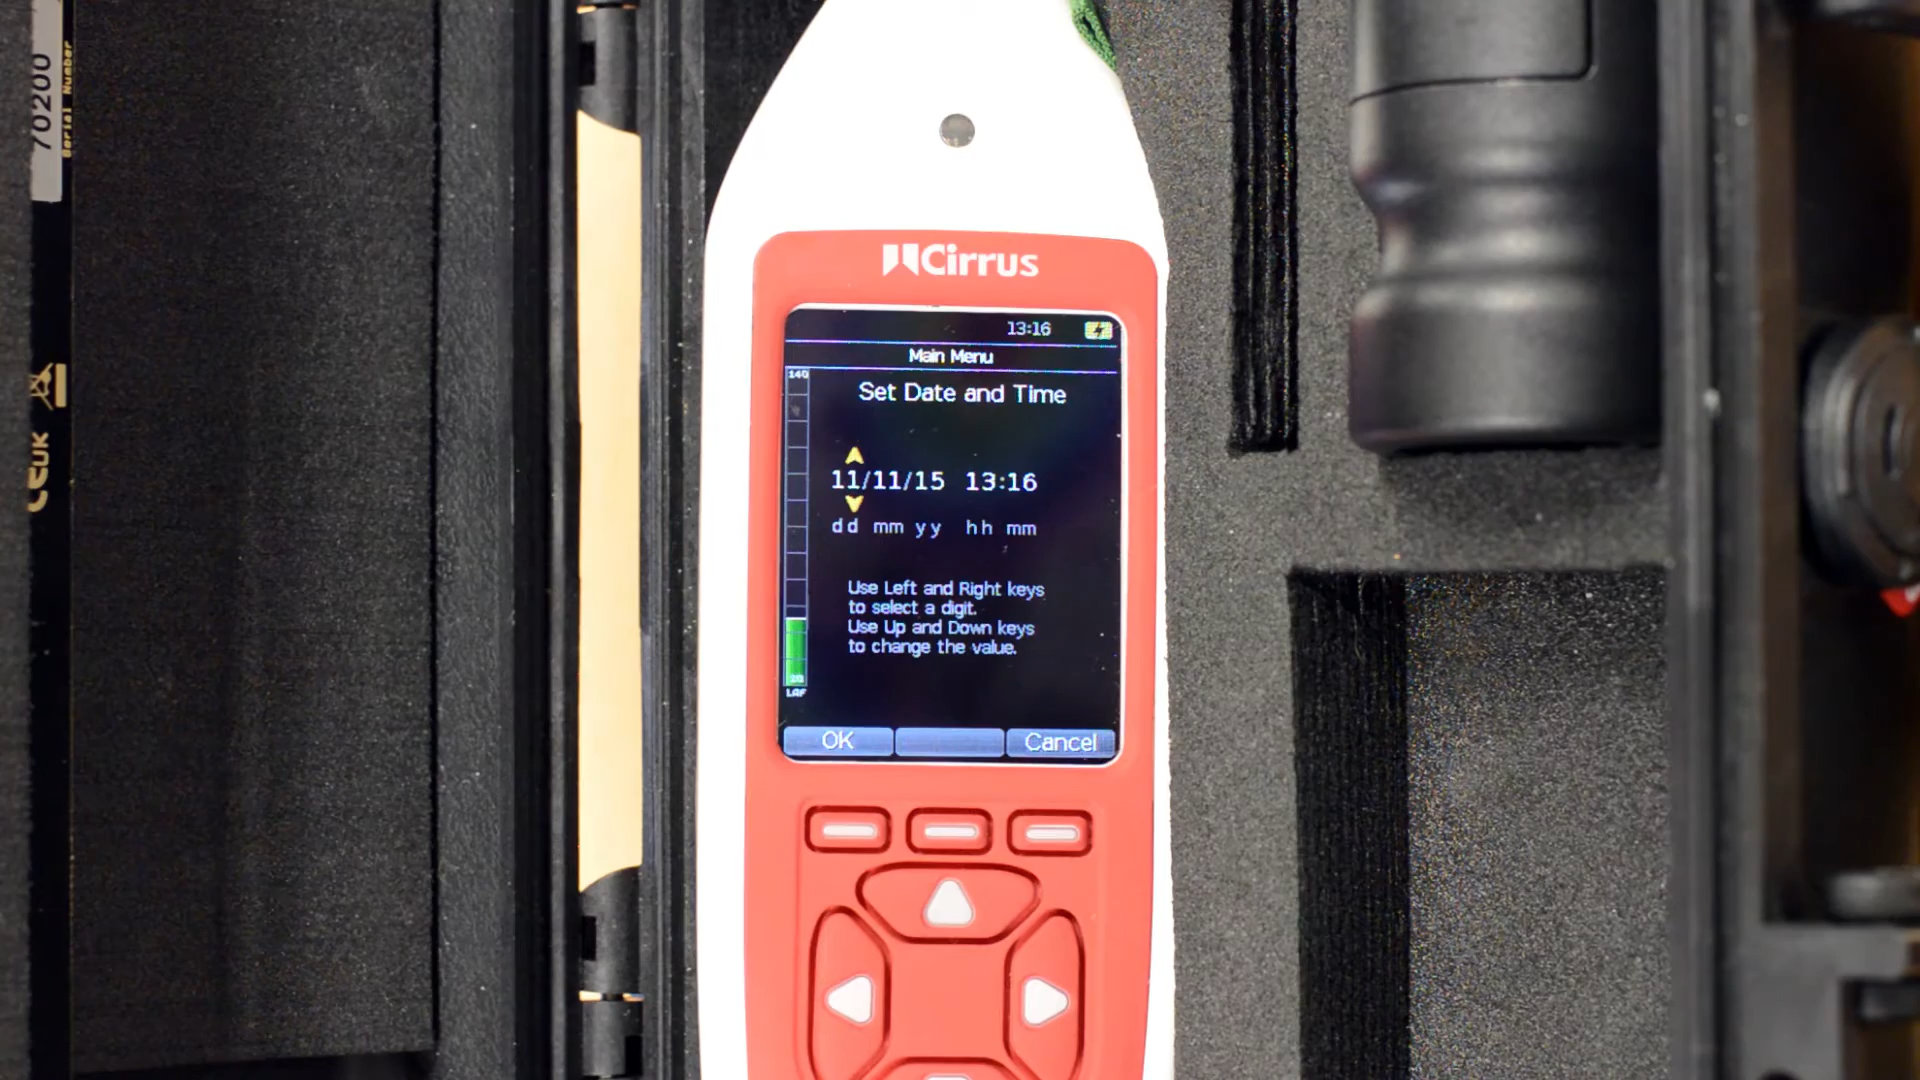 70200
Serial Number
Cirrus
13:16
Main Menu
140
Set Date and Time
11/11/15 13:16
dd mm yy hh mm
Use Left and Right keys
to select a digit.
Use Up and Down keys
to change the value.
20
LAF
OK Cancel
CE UK